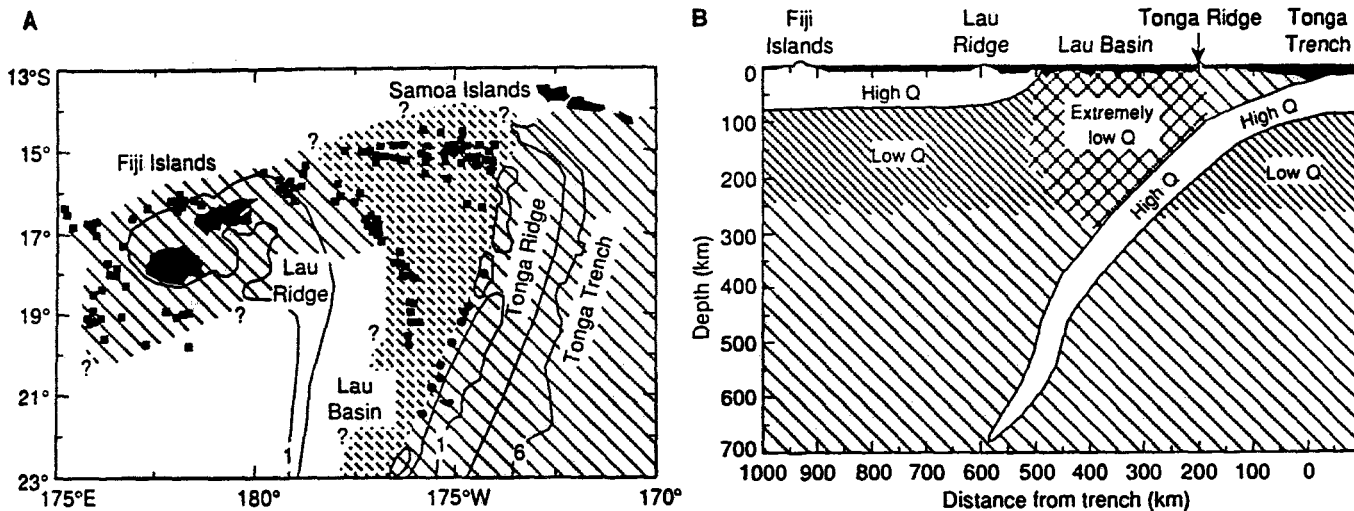 A
13°S
15°
17°
19°
21°
23°
175°E
180°
175°W
170°
Samoa Islands
Fiji Islands
Lau
Ridge
Lau
Basin
Tonga Ridge
Tonga Trench
?
?
?
?
?
?
?
?
1
1
6
B
Fiji
Islands
Lau
Ridge
Lau Basin
Tonga Ridge
Tonga
Trench
High Q
Low Q
Extremely
low Q
High Q
High Q
Low Q
0
100
200
300
400
500
600
700
Depth (km)
1000
900
800
700
600
500
400
300
200
100
0
Distance from trench (km)